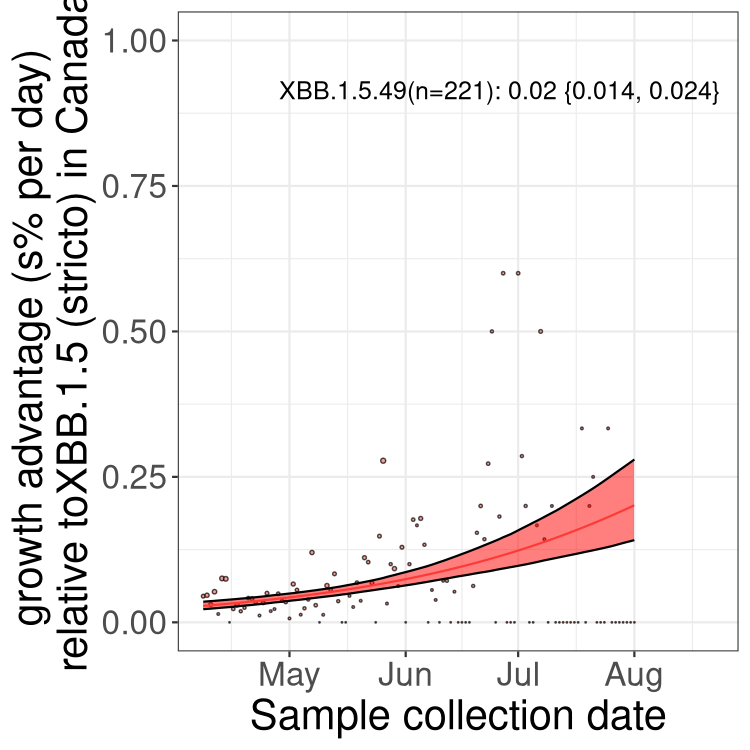 growth advantage (s% per day)
relative toXBB.1.5 (stricto) in Canada
1.00
0.75
0.50
0.25
0.00
XBB.1.5.49(n=221): 0.02 {0.014, 0.024}
May Jun Jul Aug
Sample collection date